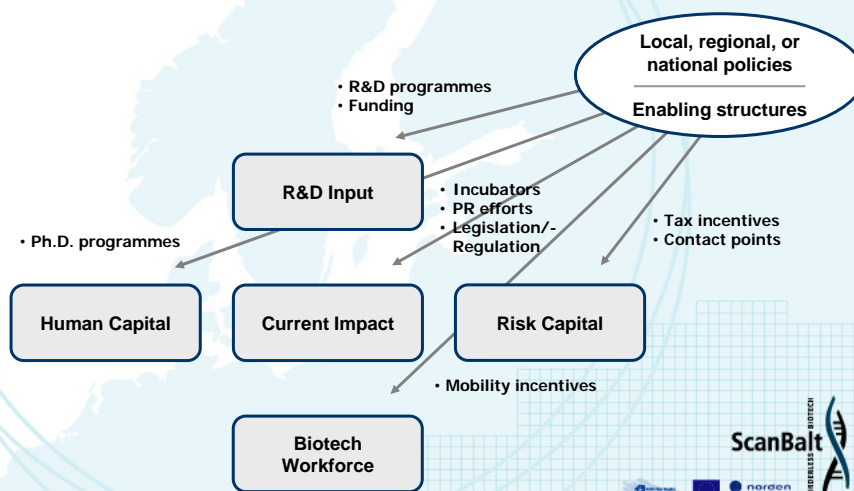 Local, regional, or
national policies
Enabling structures
• R&D programmes
• Funding
R&D Input
• Incubators
• PR efforts
• Legislation/-
Regulation
• Tax incentives
• Contact points
• Ph.D. programmes
Human Capital
Current Impact
Risk Capital
• Mobility incentives
Biotech
Workforce
ScanBalt
BIOTECH
norden